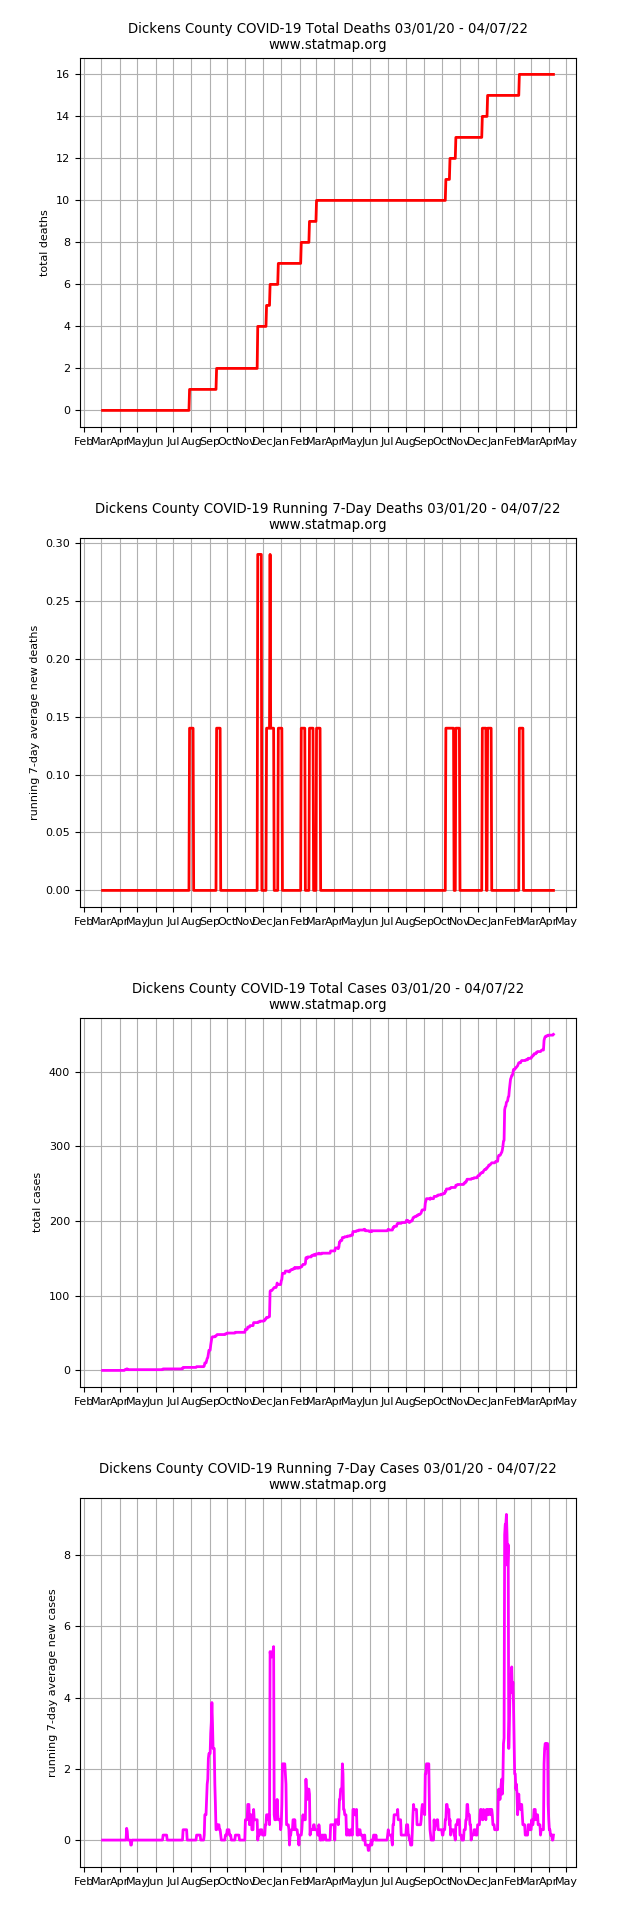 Dickens County COVID-19 Total Deaths 03/01/20 - 04/07/22
www.statmap.org
16
14
12
10
8
6
4
2
0
total deaths
Feb Mar Apr May Jun Jul Aug Sep Oct Nov Dec Jan Feb Mar Apr May Jun Jul Aug Sep Oct Nov Dec Jan Feb Mar Apr May
Dickens County COVID-19 Running 7-Day Deaths 03/01/20 - 04/07/22
www.statmap.org
0.30
0.25
0.20
0.15
0.10
0.05
0.00
running 7-day average new deaths
Feb Mar Apr May Jun Jul Aug Sep Oct Nov Dec Jan Feb Mar Apr May Jun Jul Aug Sep Oct Nov Dec Jan Feb Mar Apr May
Dickens County COVID-19 Total Cases 03/01/20 - 04/07/22
www.statmap.org
400
300
200
100
0
total cases
Feb Mar Apr May Jun Jul Aug Sep Oct Nov Dec Jan Feb Mar Apr May Jun Jul Aug Sep Oct Nov Dec Jan Feb Mar Apr May
Dickens County COVID-19 Running 7-Day Cases 03/01/20 - 04/07/22
www.statmap.org
8
6
4
2
0
running 7-day average new cases
Feb Mar Apr May Jun Jul Aug Sep Oct Nov Dec Jan Feb Mar Apr May Jun Jul Aug Sep Oct Nov Dec Jan Feb Mar Apr May